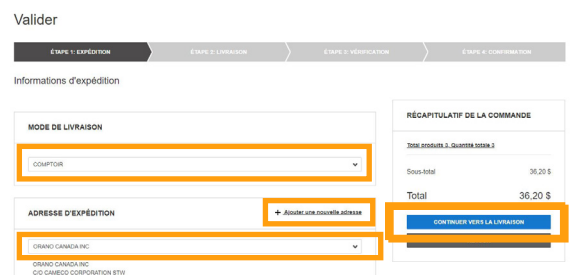 Valider
ÉTAPE 1: EXPÉDITION
ÉTAPE 2: LIVRAISON
ÉTAPE 3: VÉRIFICATION
ÉTAPE 4: CONFIRMATION
Informations d'expédition
MODE DE LIVRAISON
COMPTOIR
ADRESSE D'EXPÉDITION
+ Ajouter une nouvelle adresse
ORANO CANADA INC
ORANO CANADA INC
C/O CAMECO CORPORATION STW
RÉCAPITULATIF DE LA COMMANDE
Total produits 3, Quantité totale 3
Sous-total 36,20 $
Total 36,20 $
CONTINUER VERS LA LIVRAISON